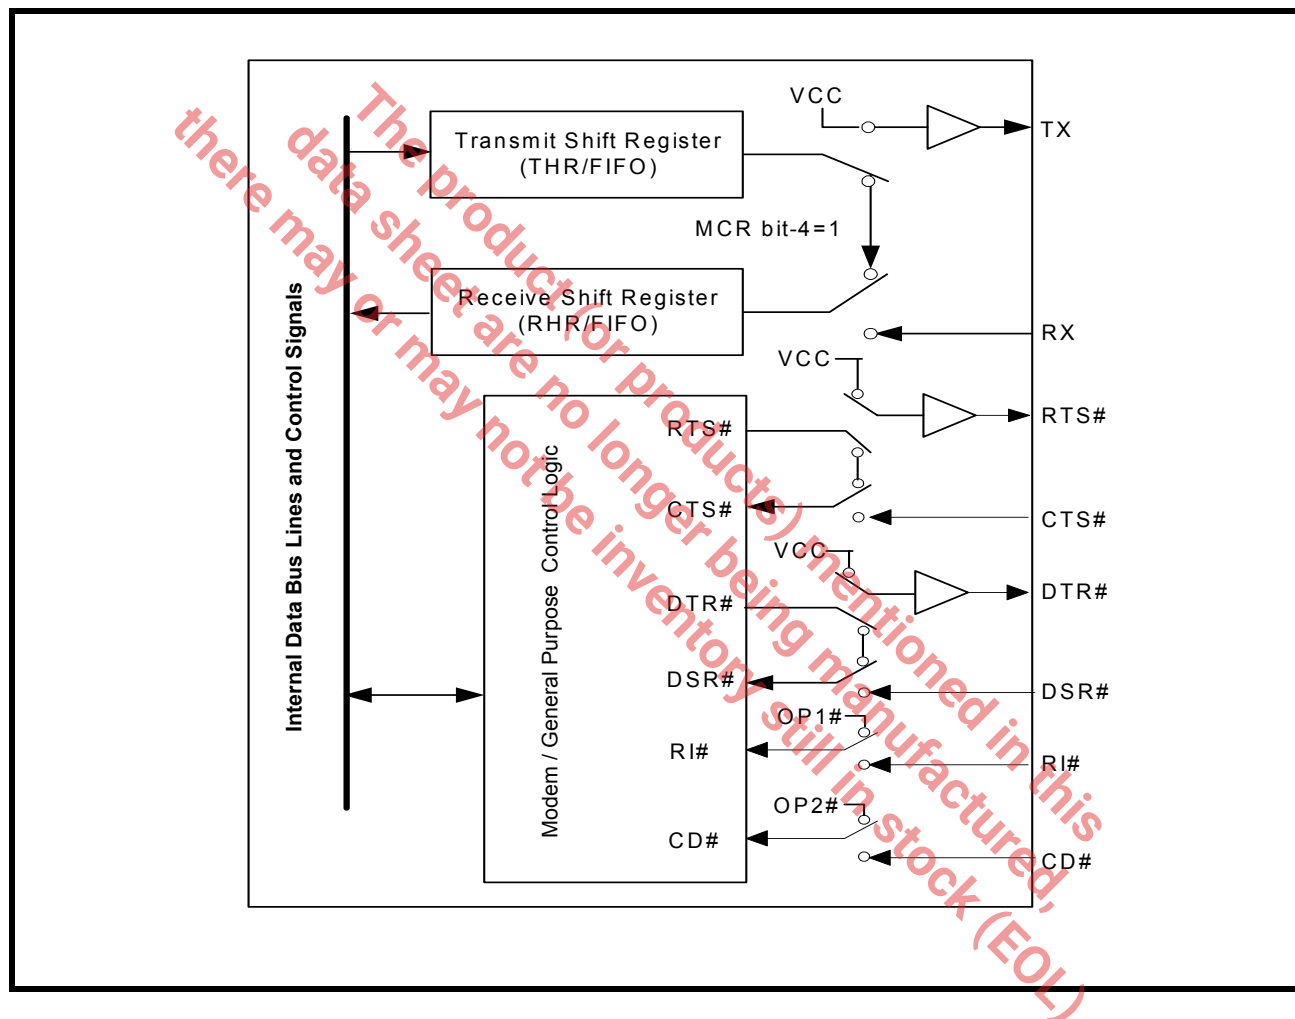 VCC
TX
Transmit Shift Register
(THR/FIFO)
MCR bit-4=1
Receive Shift Register
(RHR/FIFO)
RX
VCC
RTS#
RTS#
CTS#
CTS#
VCC
DTR#
DTR#
DSR#
DSR#
OP1#
RI#
RI#
OP2#
CD#
CD#
Internal Data Bus Lines and Control Signals
Modem / General Purpose Control Logic
The product (or products) mentioned in this
data sheet are no longer being manufactured,
there may or may not be inventory still in stock (EOL)